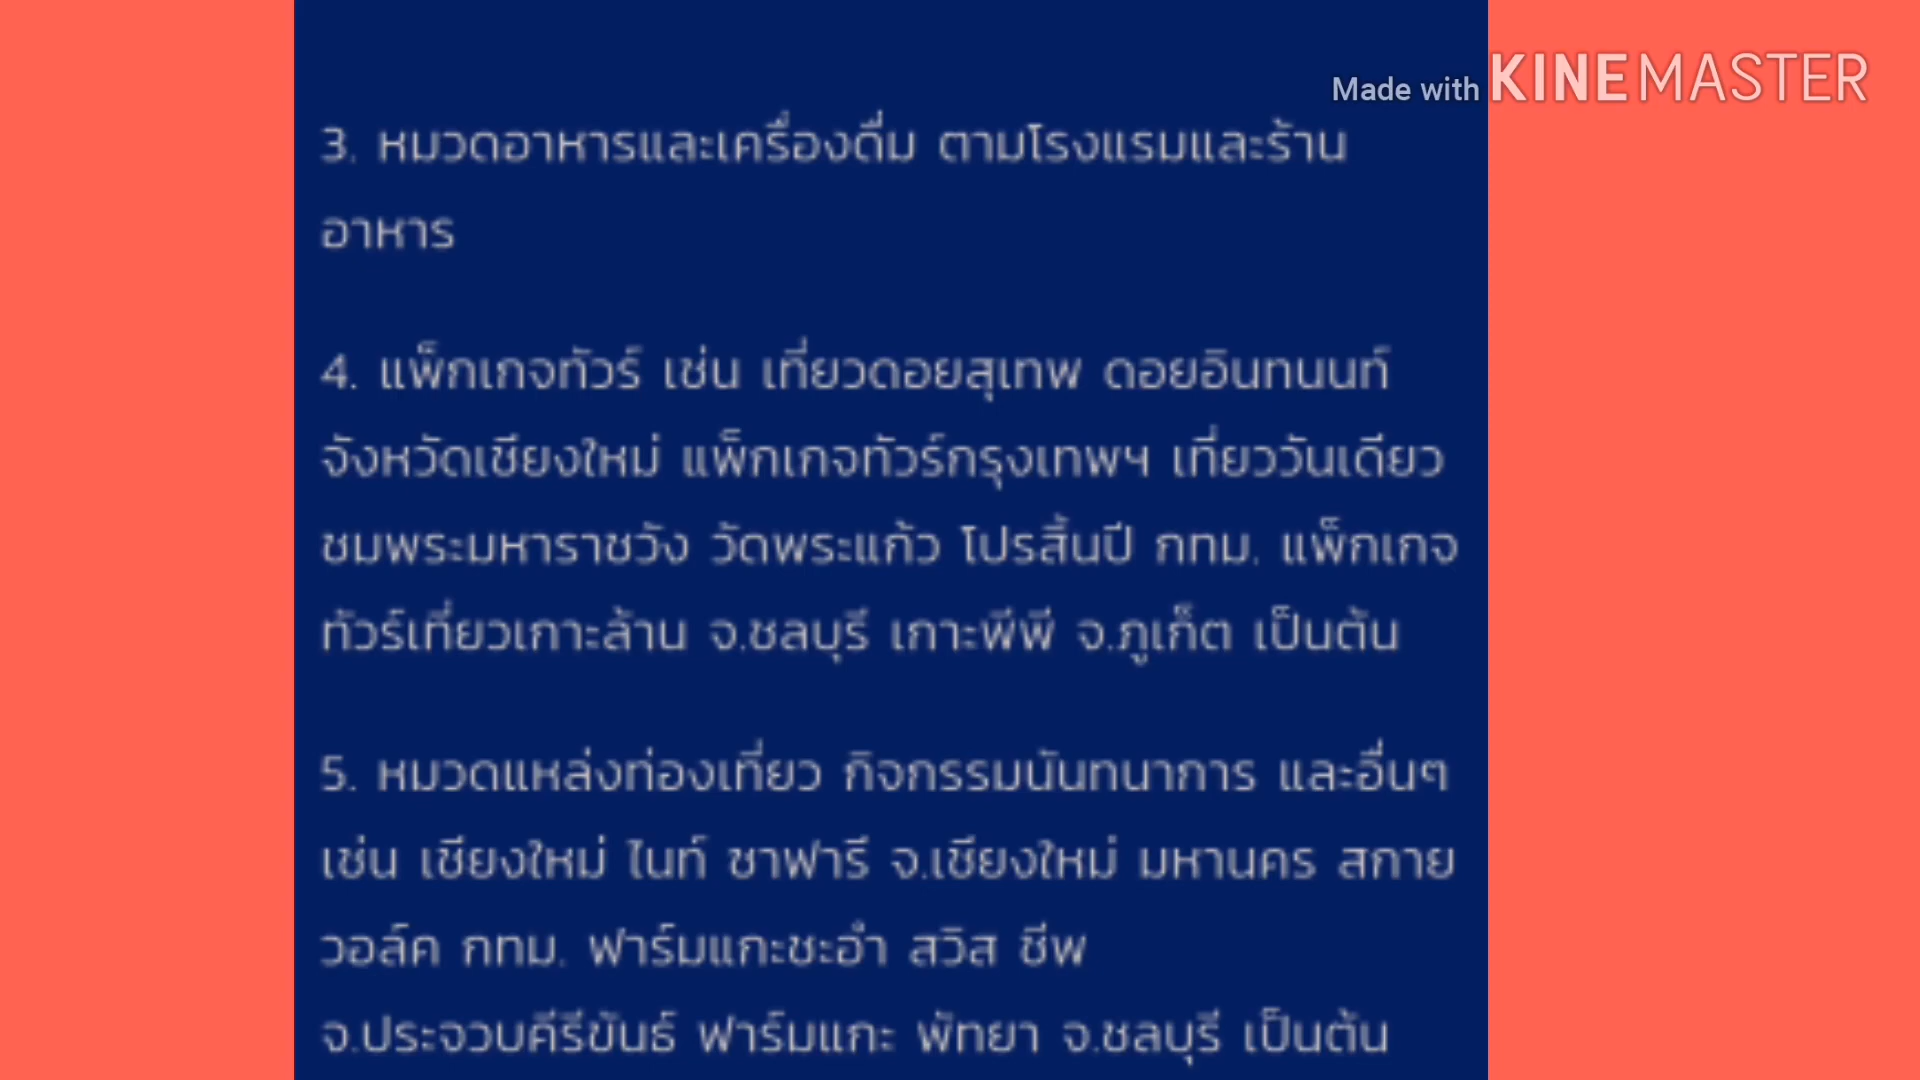 Made with KINEMASTER
3. หมวดอาหารและเครื่องดื่ม ตามโรงแรมและร้าน
อาหาร
4. แพ็กเกจทัวร์ เช่น เที่ยวดอยสุเทพ ดอยอินทนนท์
จังหวัดเชียงใหม่ แพ็กเกจทัวร์กรุงเทพฯ เที่ยววันเดียว
ชมพระมหาราชวัง วัดพระแก้ว โปรสิ้นปี กทม. แพ็กเกจ
ทัวร์เที่ยวเกาะล้าน จ.ชลบุรี เกาะพีพี จ.ภูเก็ต เป็นต้น
5. หมวดแหล่งท่องเที่ยว กิจกรรมนันทนาการ และอื่นๆ
เช่น เชียงใหม่ ไนท์ ซาฟารี จ.เชียงใหม่ มหานคร สกาย
วอล์ค กทม. ฟาร์มแกะชะอำ สวิส ชีพ
จ.ประจวบคีรีขันธ์ ฟาร์มแกะ พัทยา จ.ชลบุรี เป็นต้น